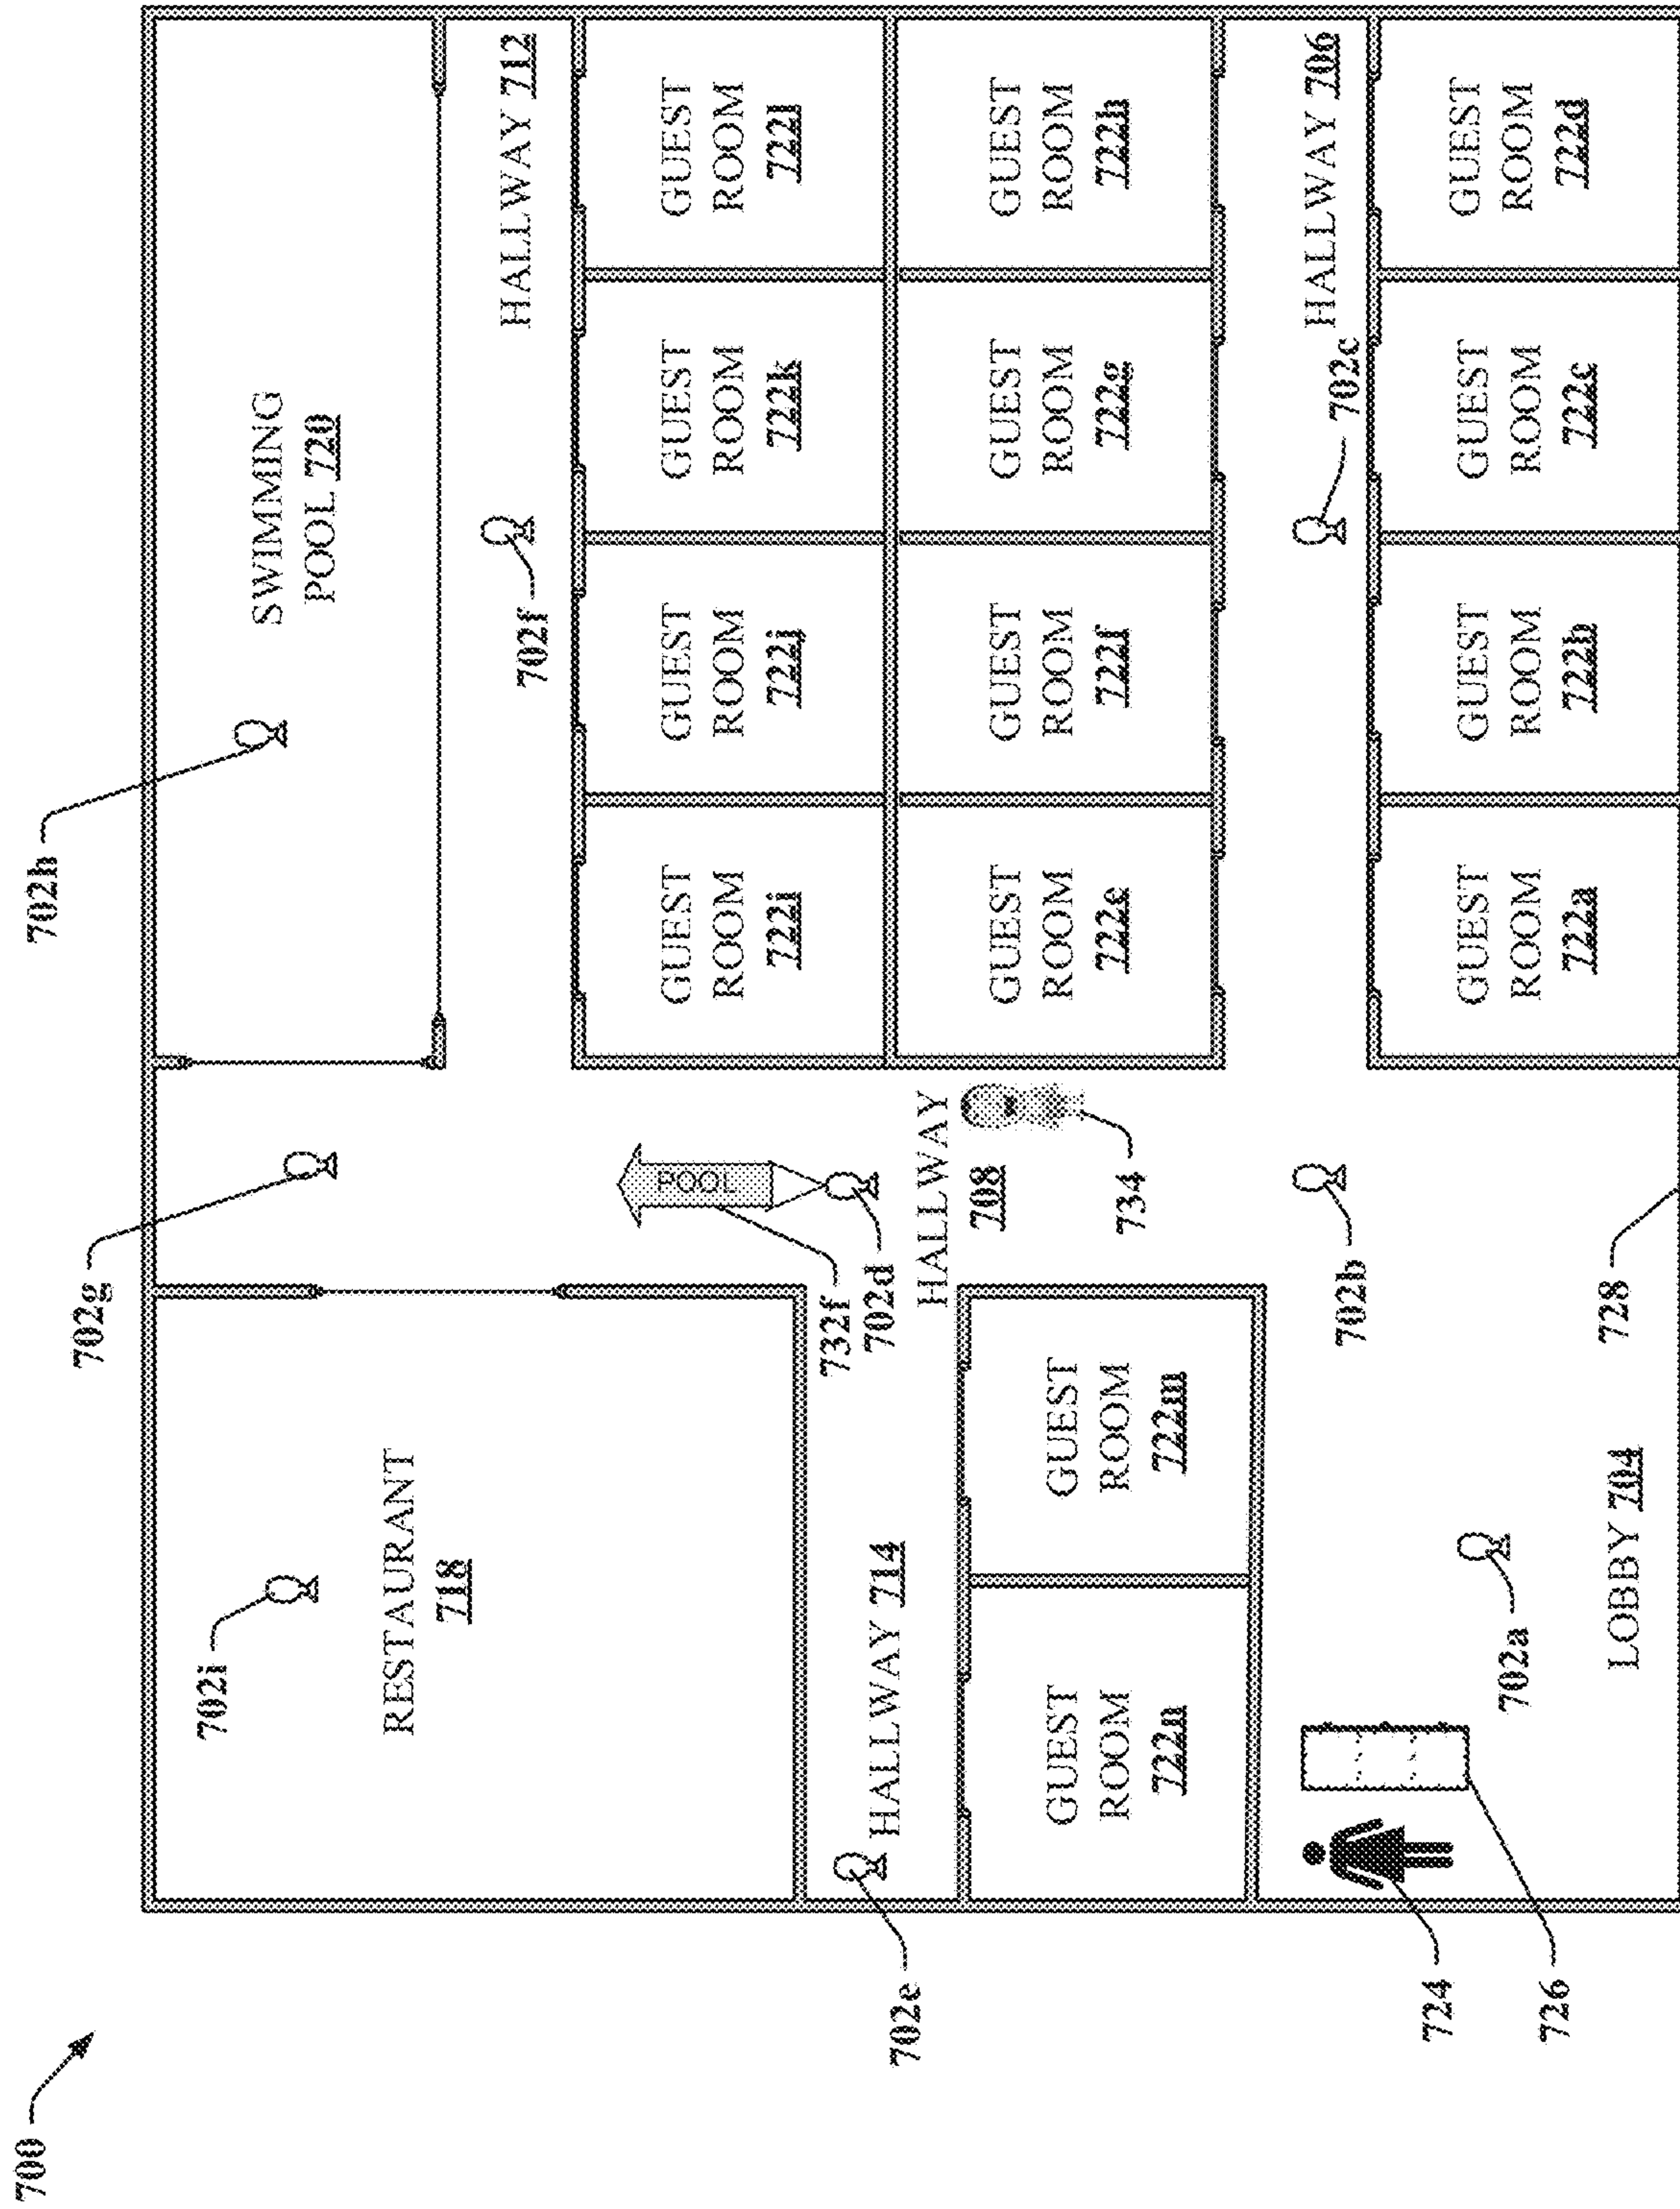 700
702g
702h
702i
SWIMMING
POOL 720
RESTAURANT
718
HALLWAY 712
702f
GUEST
ROOM
722i
GUEST
ROOM
722j
GUEST
ROOM
722k
GUEST
ROOM
722l
POOL
732f
702d
702e
HALLWAY 714
HALLWAY
708
734
GUEST
ROOM
722e
GUEST
ROOM
722f
GUEST
ROOM
722g
GUEST
ROOM
722h
GUEST
ROOM
722n
GUEST
ROOM
722m
HALLWAY 706
702b
702c
724
726
702a
GUEST
ROOM
722a
GUEST
ROOM
722b
GUEST
ROOM
722c
GUEST
ROOM
722d
LOBBY 704
728